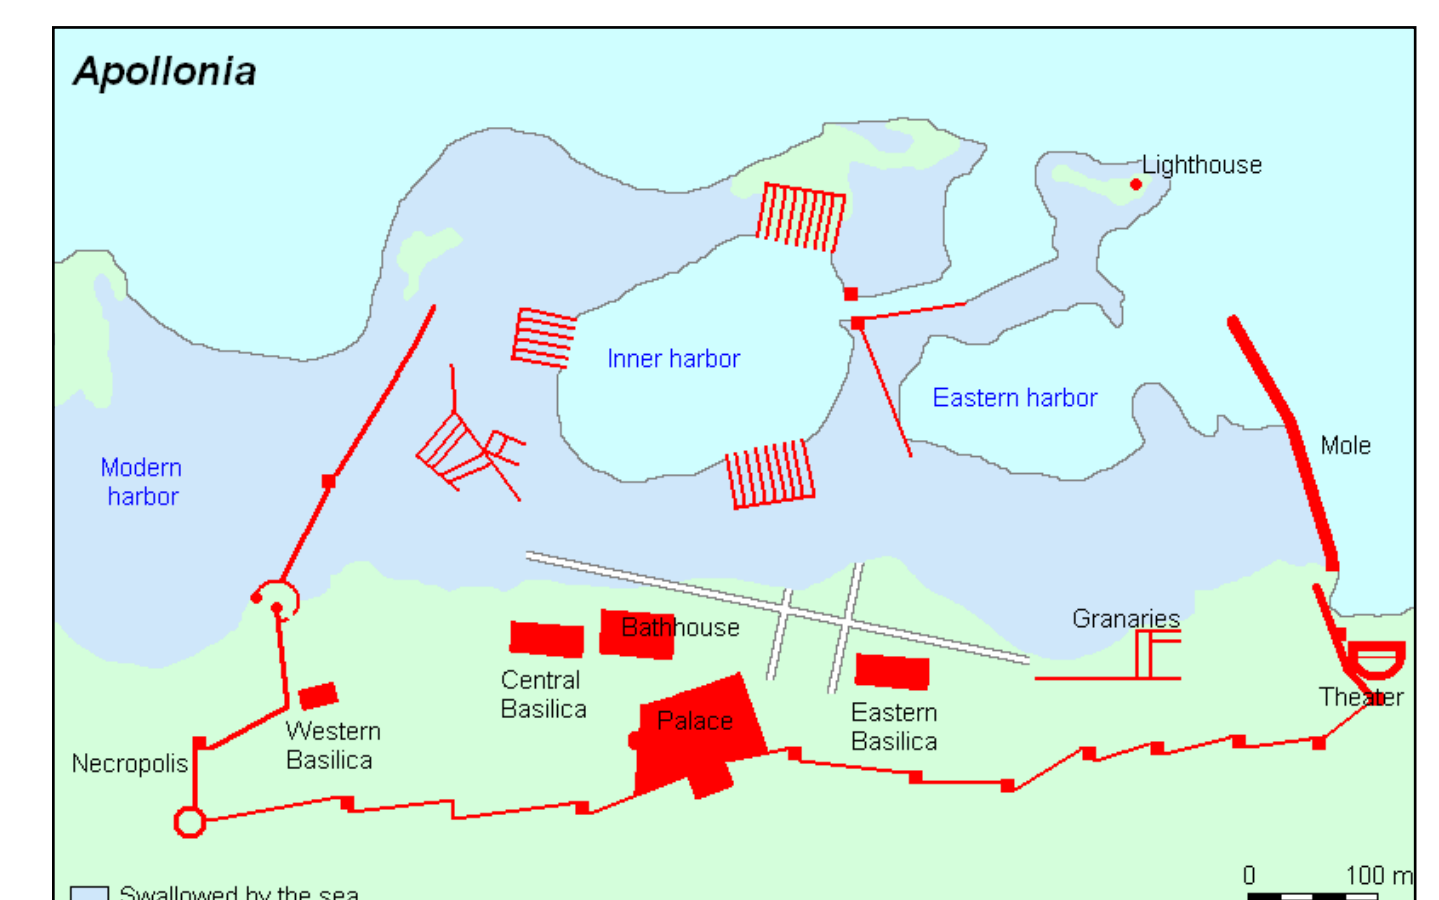 Apollonia
Lighthouse
Inner harbor
Eastern harbor
Mole
Modern
harbor
Granaries
Bathhouse
Central
Basilica
Palace
Theater
Eastern
Basilica
Western
Basilica
Necropolis
0 100 m
Swallowed by the sea